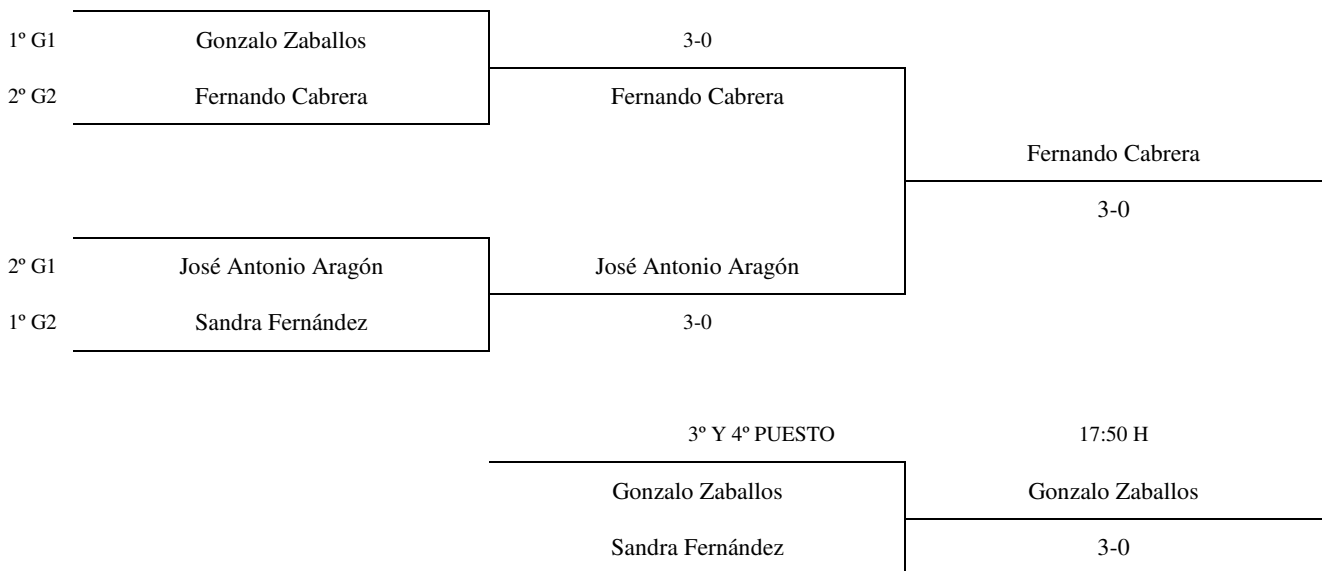 1º G1 Gonzalo Zaballos 3-0
2º G2 Fernando Cabrera Fernando Cabrera
Fernando Cabrera
3-0
2º G1 José Antonio Aragón José Antonio Aragón
1º G2 Sandra Fernández 3-0
3º Y 4º PUESTO 17:50 H
Gonzalo Zaballos Gonzalo Zaballos
Sandra Fernández 3-0